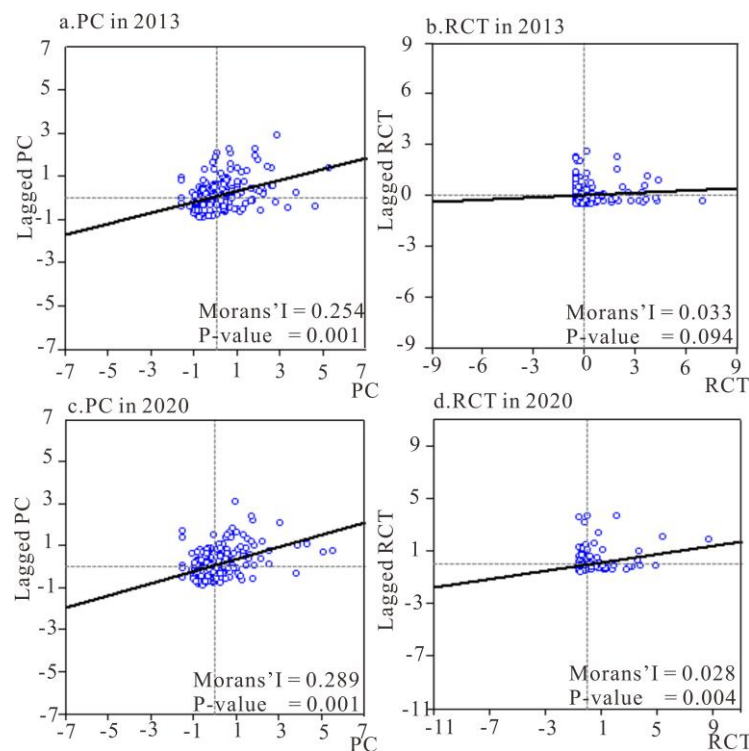 a.PC in 2013
7
5
3
1
-1
-3
-5
-7
Lagged PC
Morans'I = 0.254
P-value = 0.001
-7 -5 -3 -1 1 3 5 7
PC
b.RCT in 2013
9
6
3
0
-3
-6
-9
Lagged RCT
Morans'I = 0.033
P-value = 0.094
-9 -6 -3 0 3 6 9
RCT
c.PC in 2020
7
5
3
1
-1
-3
-5
-7
Lagged PC
Morans'I = 0.289
P-value = 0.001
-7 -5 -3 -1 1 3 5 7
PC
d.RCT in 2020
9
5
1
-3
-7
-11
Lagged RCT
Morans'I = 0.028
P-value = 0.004
-11 -7 -3 1 5 9
RCT